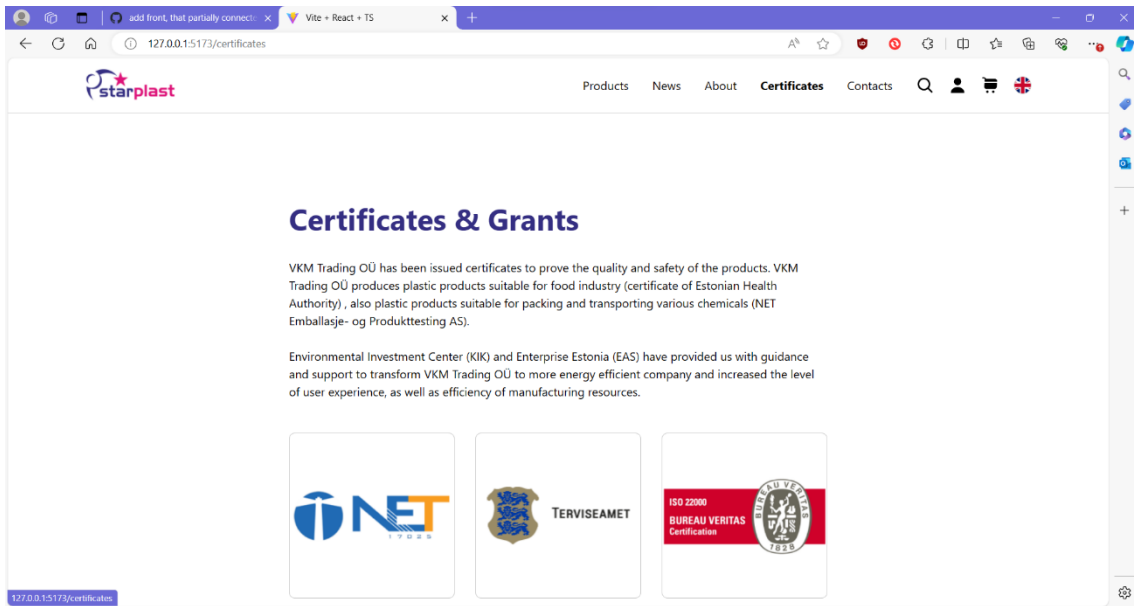 add front, that partially connecte
Vite + React + TS
127.0.0.1:5173/certificates
starplast
Products News About Certificates Contacts
Certificates & Grants
VKM Trading OÜ has been issued certificates to prove the quality and safety of the products. VKM
Trading OÜ produces plastic products suitable for food industry (certificate of Estonian Health
Authority) , also plastic products suitable for packing and transporting various chemicals (NET
Emballasje- og Produkttesting AS).
Environmental Investment Center (KIK) and Enterprise Estonia (EAS) have provided us with guidance
and support to transform VKM Trading OÜ to more energy efficient company and increased the level
of user experience, as well as efficiency of manufacturing resources.
NET
17025
TERVISEAMET
ISO 22000
BUREAU VERITAS
Certification
BUREAU VERITAS
1828
127.0.0.1:5173/certificates